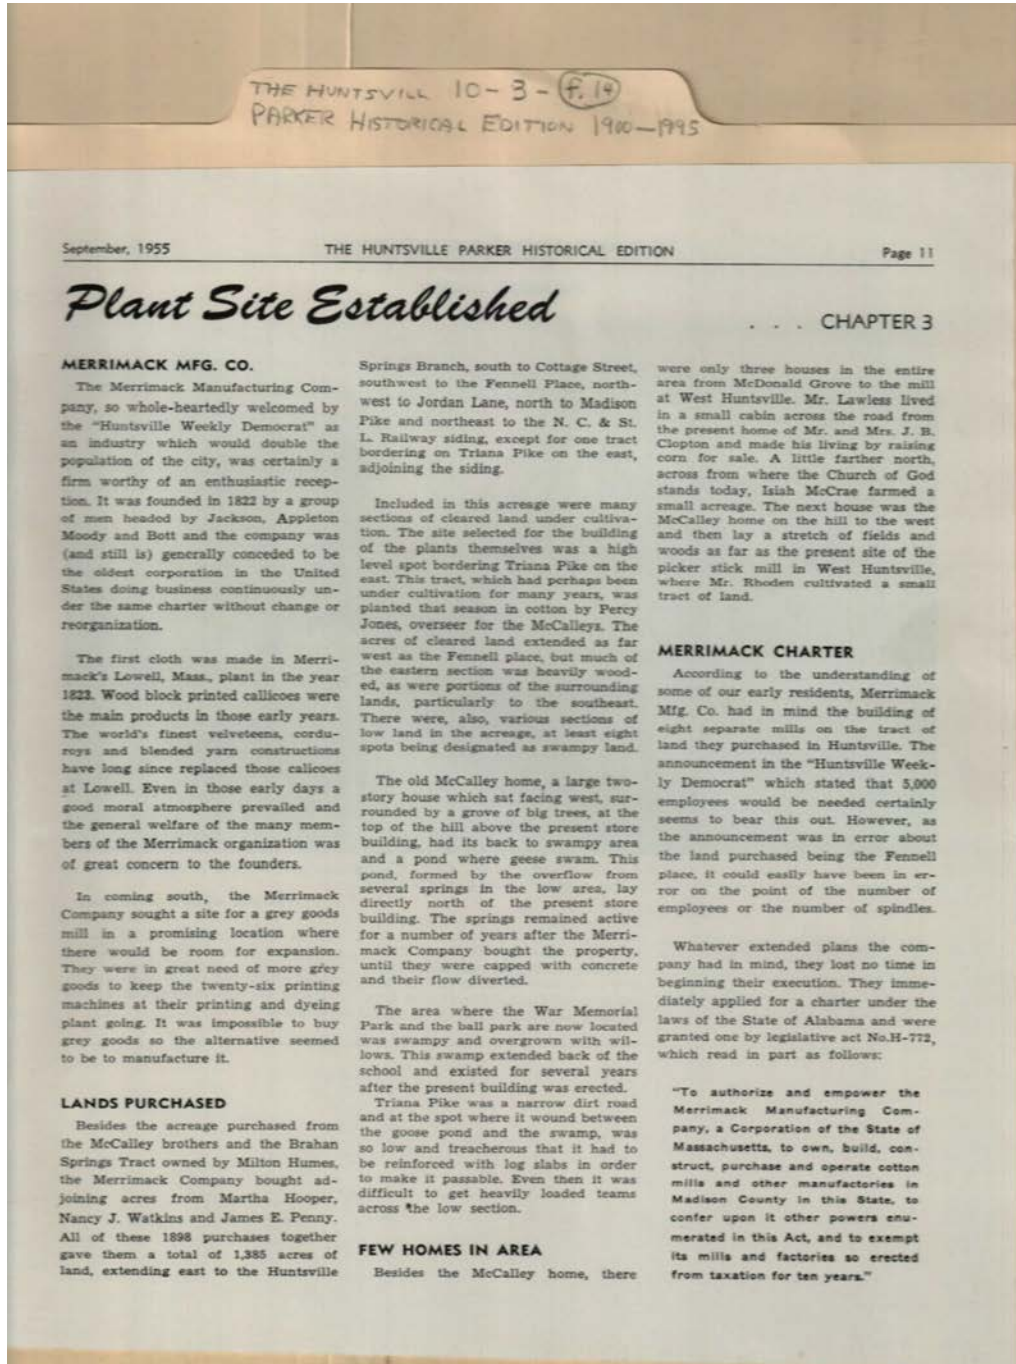 THE HUNTSVILL 10-3-f.14
PARKER HISTORICAL EDITION 1900-1995
September, 1955 THE HUNTSVILLE PARKER HISTORICAL EDITION Page 11
Plant Site Established
. . . CHAPTER 3
MERRIMACK MFG. CO.
The Merrimack Manufacturing Com-
pany, so whole-heartedly welcomed by
the "Huntsville Weekly Democrat" as
an industry which would double the
population of the city, was certainly a
firm worthy of an enthusiastic recep-
tion. It was founded in 1822 by a group
of men headed by Jackson, Appleton
Moody and Bott and the company was
(and still is) generally conceded to be
the oldest corporation in the United
States doing business continuously un-
der the same charter without change or
reorganization.
The first cloth was made in Merri-
mack's Lowell, Mass., plant in the year
1823. Wood block printed callicoes were
the main products in those early years.
The world's finest velveteens, cordu-
roys and blended yarn constructions
have long since replaced those calicoes
at Lowell. Even in those early days a
good moral atmosphere prevailed and
the general welfare of the many mem-
bers of the Merrimack organization was
of great concern to the founders.
In coming south, the Merrimack
Company sought a site for a grey goods
mill in a promising location where
there would be room for expansion.
They were in great need of more grey
goods to keep the twenty-six printing
machines at their printing and dyeing
plant going. It was impossible to buy
grey goods so the alternative seemed
to be to manufacture it.
LANDS PURCHASED
Besides the acreage purchased from
the McCalley brothers and the Brahan
Springs Tract owned by Milton Humes,
the Merrimack Company bought ad-
joining acres from Martha Hooper,
Nancy J. Watkins and James E. Penny.
All of these 1898 purchases together
gave them a total of 1,385 acres of
land, extending east to the Huntsville
Springs Branch, south to Cottage Street,
southwest to the Fennell Place, north-
west to Jordan Lane, north to Madison
Pike and northeast to the N. C. & St.
L. Railway siding, except for one tract
bordering on Triana Pike on the east,
adjoining the siding.
Included in this acreage were many
sections of cleared land under cultiva-
tion. The site selected for the building
of the plants themselves was a high
level spot bordering Triana Pike on the
east. This tract, which had perhaps been
under cultivation for many years, was
planted that season in cotton by Percy
Jones, overseer for the McCalleys. The
acres of cleared land extended as far
west as the Fennell place, but much of
the eastern section was heavily wood-
ed, as were portions of the surrounding
lands, particularly to the southeast.
There were, also, various sections of
low land in the acreage, at least eight
spots being designated as swampy land.
The old McCalley home, a large two-
story house which sat facing west, sur-
rounded by a grove of big trees, at the
top of the hill above the present store
building, had its back to swampy area
and a pond where geese swam. This
pond, formed by the overflow from
several springs in the low area, lay
directly north of the present store
building. The springs remained active
for a number of years after the Merri-
mack Company bought the property,
until they were capped with concrete
and their flow diverted.
The area where the War Memorial
Park and the ball park are now located
was swampy and overgrown with wil-
lows. This swamp extended back of the
school and existed for several years
after the present building was erected.
Triana Pike was a narrow dirt road
and at the spot where it wound between
the goose pond and the swamp, was
so low and treacherous that it had to
be reinforced with log slabs in order
to make it passable. Even then it was
difficult to get heavily loaded teams
across the low section.
FEW HOMES IN AREA
Besides the McCalley home, there
were only three houses in the entire
area from McDonald Grove to the mill
at West Huntsville. Mr. Lawless lived
in a small cabin across the road from
the present home of Mr. and Mrs. J. B.
Clopton and made his living by raising
corn for sale. A little farther north,
across from where the Church of God
stands today, Isiah McCrae farmed a
small acreage. The next house was the
McCalley home on the hill to the west
and then lay a stretch of fields and
woods as far as the present site of the
picker stick mill in West Huntsville,
where Mr. Rhoden cultivated a small
tract of land.
MERRIMACK CHARTER
According to the understanding of
some of our early residents, Merrimack
Mfg. Co. had in mind the building of
eight separate mills on the tract of
land they purchased in Huntsville. The
announcement in the "Huntsville Week-
ly Democrat" which stated that 5,000
employees would be needed certainly
seems to bear this out. However, as
the announcement was in error about
the land purchased being the Fennell
place, it could easily have been in er-
ror on the point of the number of
employees or the number of spindles.
Whatever extended plans the com-
pany had in mind, they lost no time in
beginning their execution. They imme-
diately applied for a charter under the
laws of the State of Alabama and were
granted one by legislative act No.H-772,
which read in part as follows:
"To authorize and empower the
Merrimack Manufacturing Com-
pany, a Corporation of the State of
Massachusetts, to own, build, con-
struct, purchase and operate cotton
mills and other manufactories in
Madison County in this State, to
confer upon it other powers enu-
merated in this Act, and to exempt
its mills and factories so erected
from taxation for ten years."